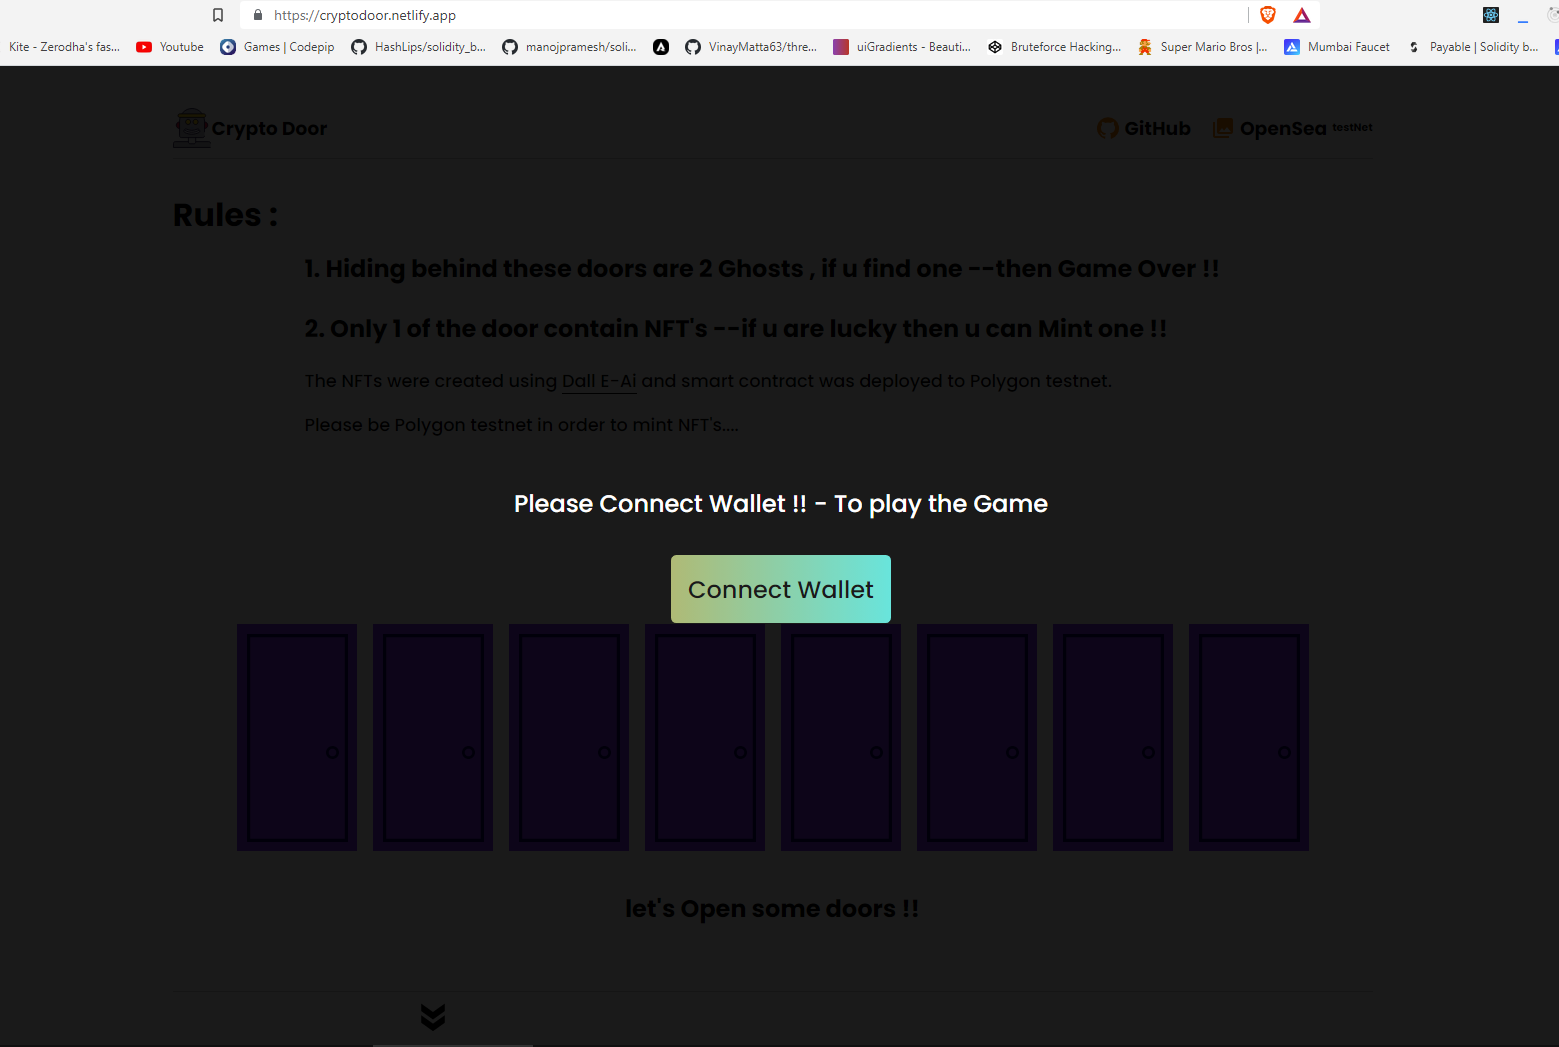 https://cryptodoor.netlify.app
Kite - Zerodha's fas... Youtube Games | Codepip HashLips/solidity_b... manojpramesh/soli... VinayMatta63/thre... uiGradients - Beauti... Bruteforce Hacking... Super Mario Bros |... Mumbai Faucet Payable | Solidity b...
Crypto Door GitHub OpenSea testNet
Rules :
1. Hiding behind these doors are 2 Ghosts , if u find one --then Game Over !!
2. Only 1 of the door contain NFT's --if u are lucky then u can Mint one !!
The NFTs were created using Dall E-Ai and smart contract was deployed to Polygon testnet.
Please be Polygon testnet in order to mint NFT's....
Please Connect Wallet !! - To play the Game
Connect Wallet
let's Open some doors !!